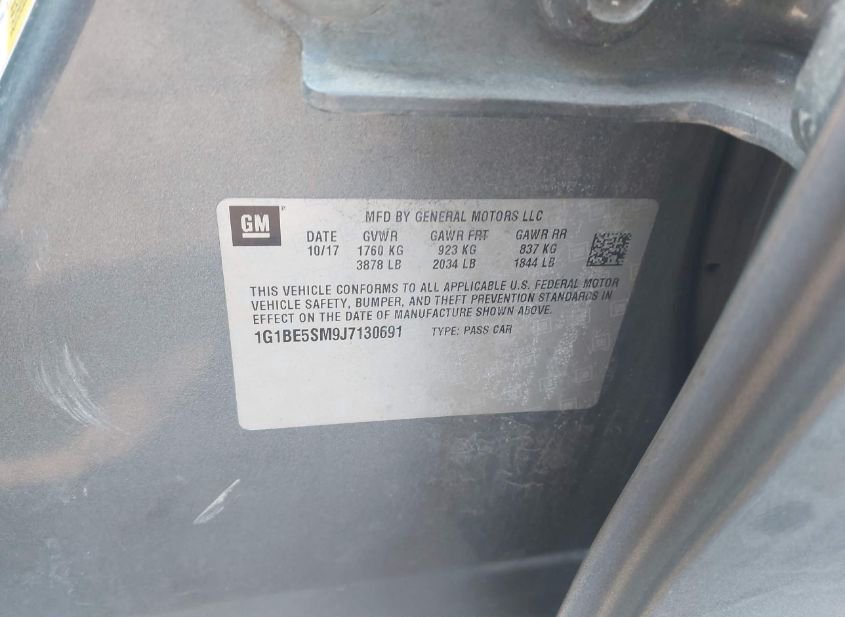 GM
MFD BY GENERAL MOTORS LLC
DATE GVWR GAWR FRT GAWR RR
10/17 1760 KG 923 KG 837 KG
3878 LB 2034 LB 1844 LB
THIS VEHICLE CONFORMS TO ALL APPLICABLE U.S. FEDERAL MOTOR
VEHICLE SAFETY, BUMPER, AND THEFT PREVENTION STANDARDS IN
EFFECT ON THE DATE OF MANUFACTURE SHOWN ABOVE.
1G1BE5SM9J7130691 TYPE: PASS CAR